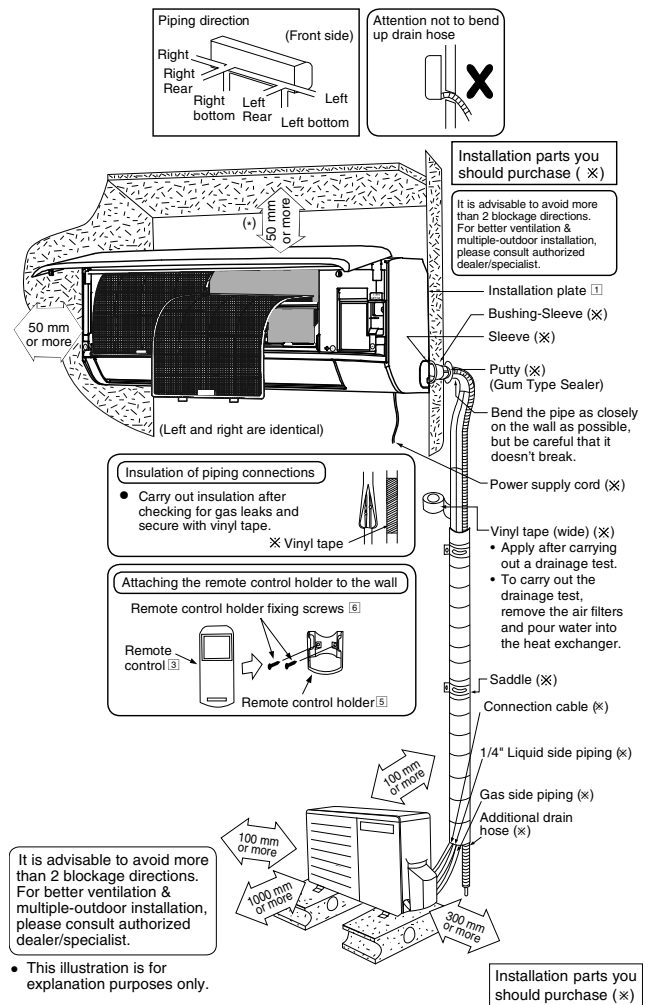 Piping direction
(Front side)
Right
Right
Rear
Right
bottom
Left
Rear
Left
Left bottom
Attention not to bend
up drain hose
Installation parts you
should purchase ( ※)
It is advisable to avoid more
than 2 blockage directions.
For better ventilation &
multiple-outdoor installation,
please consult authorized
dealer/specialist.
(*)
50 mm
or more
50 mm
or more
Installation plate 1
Bushing-Sleeve (※)
Sleeve (※)
Putty (※)
(Gum Type Sealer)
Bend the pipe as closely
on the wall as possible,
but be careful that it
doesn't break.
(Left and right are identical)
Power supply cord (※)
Insulation of piping connections
● Carry out insulation after
checking for gas leaks and
secure with vinyl tape.
※ Vinyl tape
Vinyl tape (wide) (※)
• Apply after carrying
out a drainage test.
• To carry out the
drainage test,
remove the air filters
and pour water into
the heat exchanger.
Attaching the remote control holder to the wall
Remote control holder fixing screws 6
Remote
control 3
Remote control holder 5
Saddle (※)
Connection cable (※)
1/4" Liquid side piping (※)
Gas side piping (※)
Additional drain
hose (※)
100 mm
or more
100 mm
or more
1000 mm
or more
300 mm
or more
It is advisable to avoid more
than 2 blockage directions.
For better ventilation &
multiple-outdoor installation,
please consult authorized
dealer/specialist.
● This illustration is for
explanation purposes only.
Installation parts you
should purchase (※)